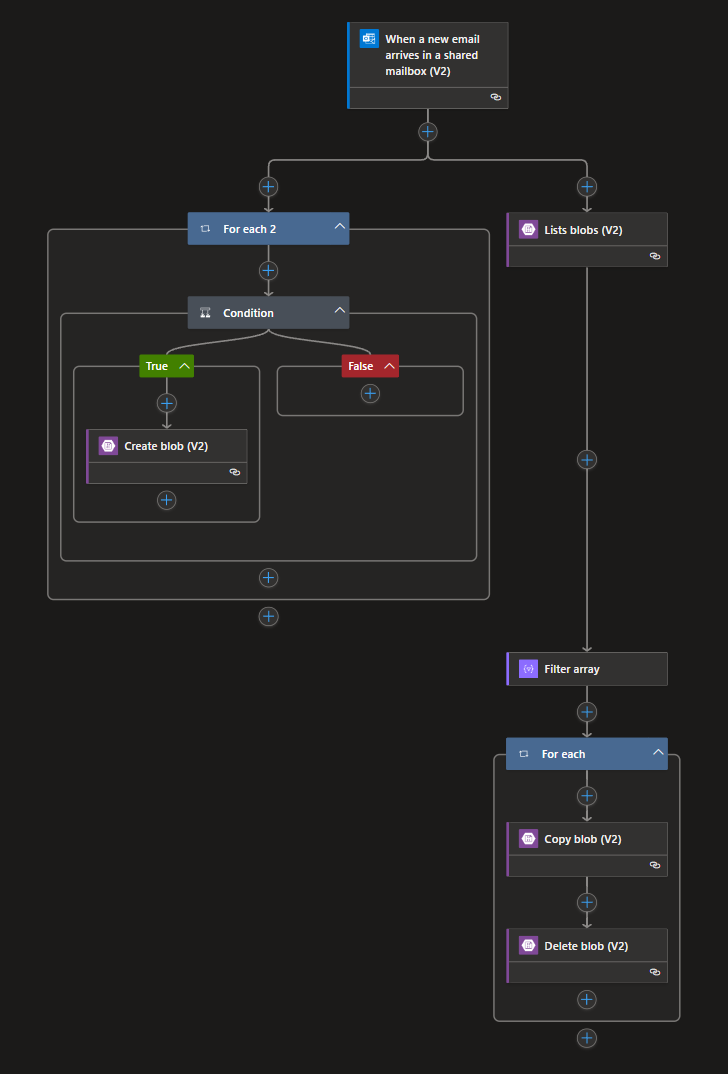 When a new email
arrives in a shared
mailbox (V2)
For each 2
Lists blobs (V2)
Condition
True
False
Create blob (V2)
Filter array
For each
Copy blob (V2)
Delete blob (V2)